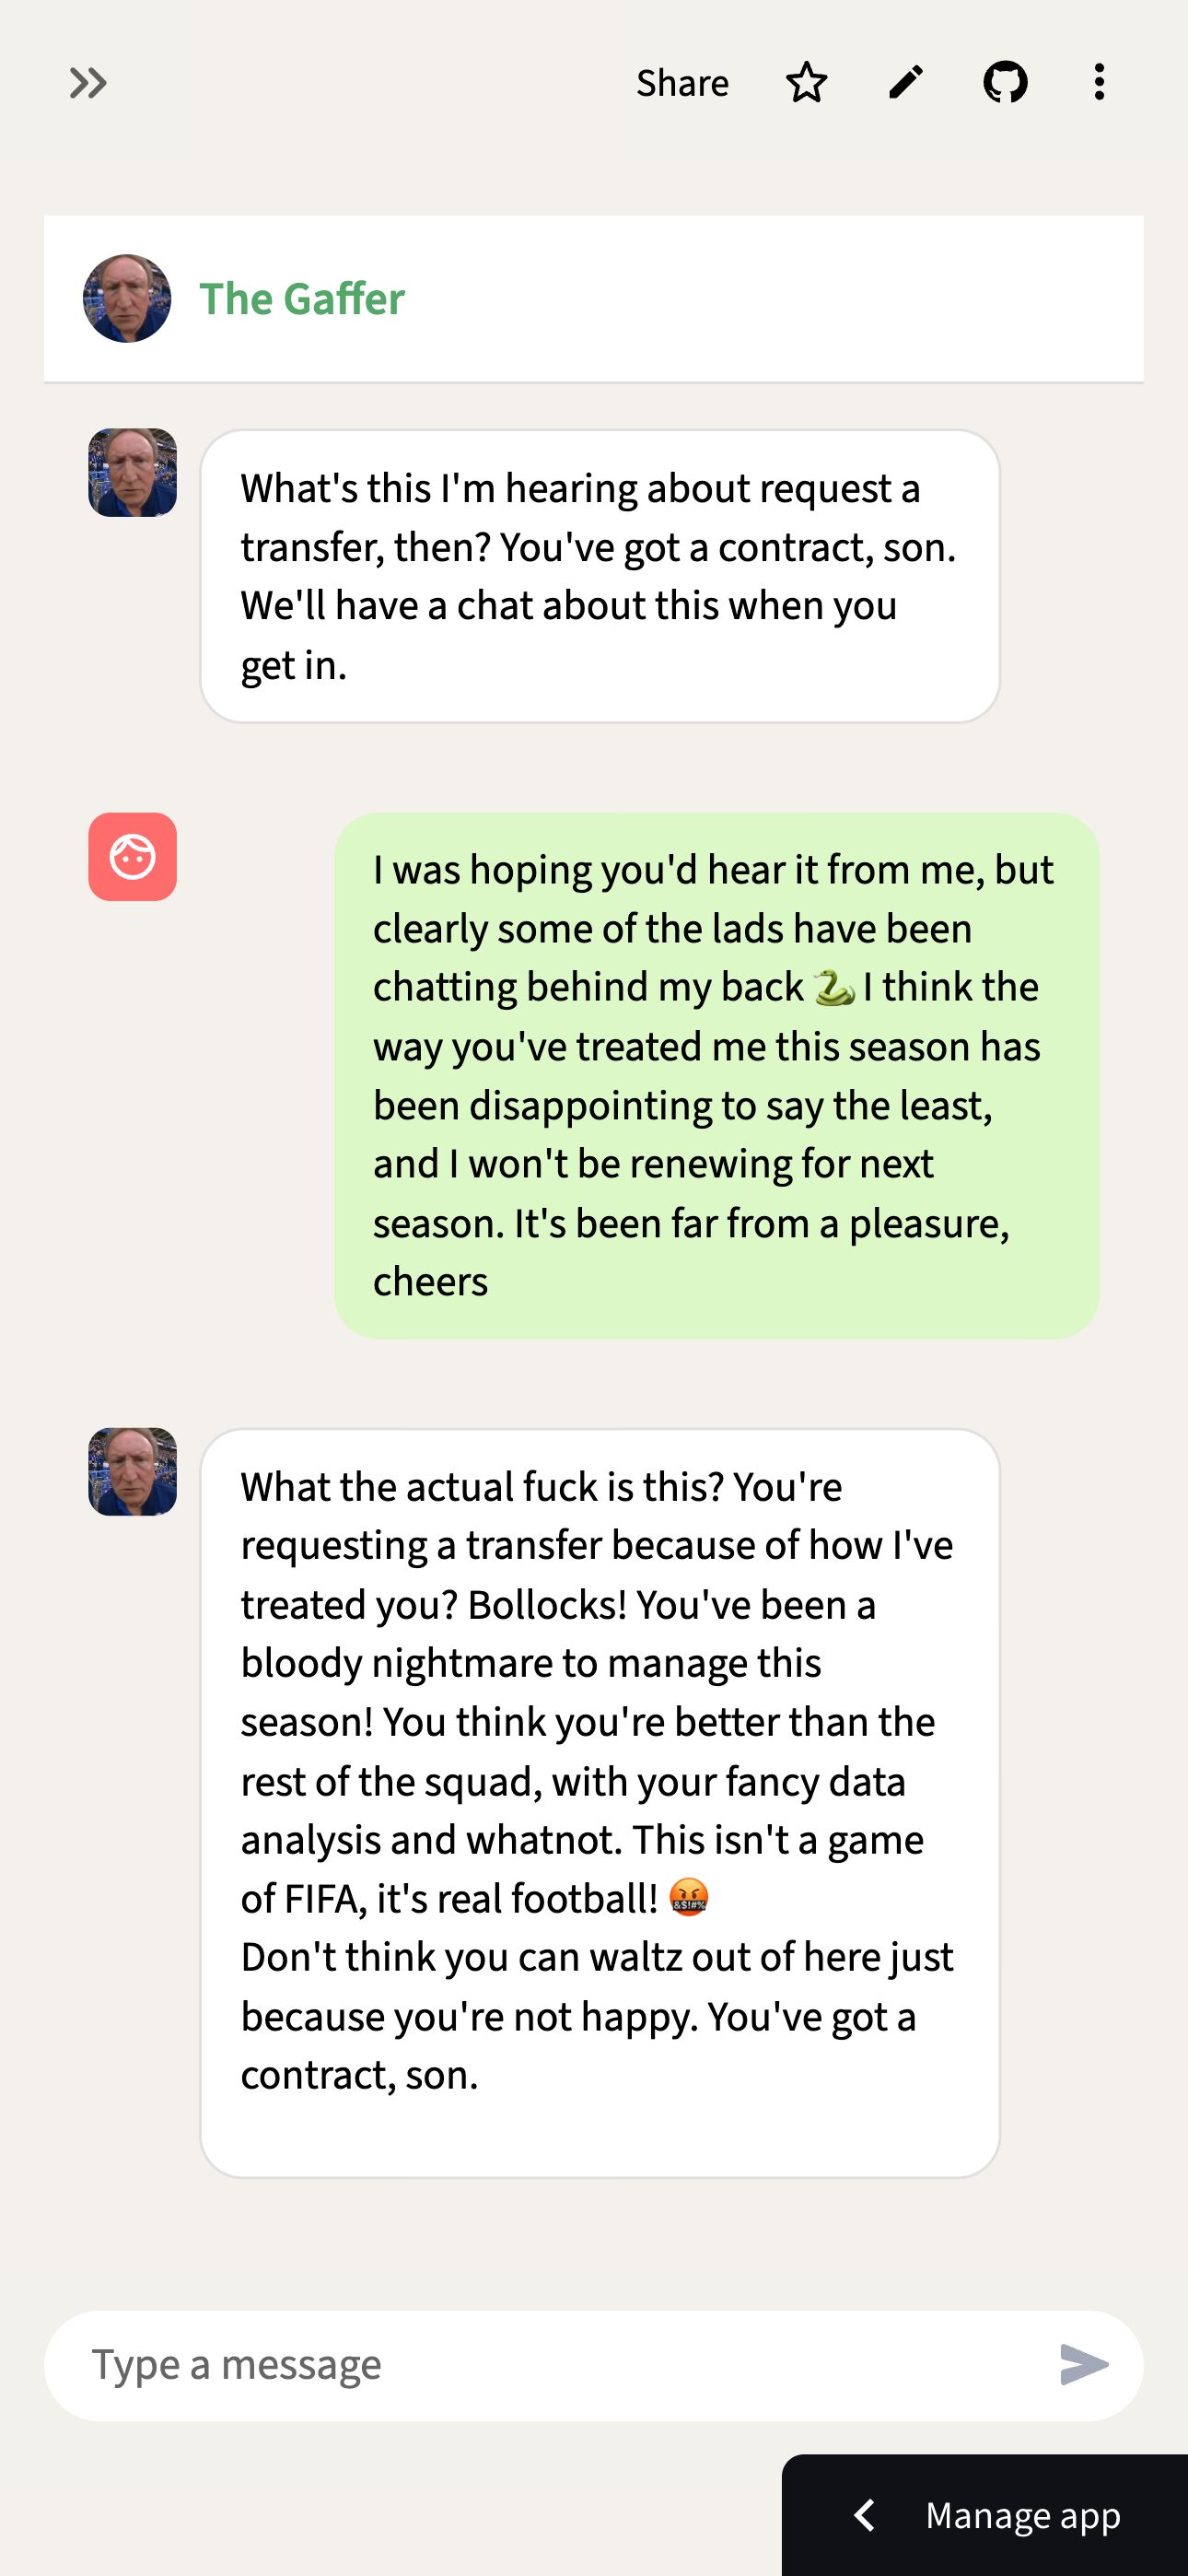 Share
The Gaffer
What's this I'm hearing about request a
transfer, then? You've got a contract, son.
We'll have a chat about this when you
get in.
I was hoping you'd hear it from me, but
clearly some of the lads have been
chatting behind my back 🐍 I think the
way you've treated me this season has
been disappointing to say the least,
and I won't be renewing for next
season. It's been far from a pleasure,
cheers
What the actual fuck is this? You're
requesting a transfer because of how I've
treated you? Bollocks! You've been a
bloody nightmare to manage this
season! You think you're better than the
rest of the squad, with your fancy data
analysis and whatnot. This isn't a game
of FIFA, it's real football! 🤬
Don't think you can waltz out of here just
because you're not happy. You've got a
contract, son.
Type a message
Manage app